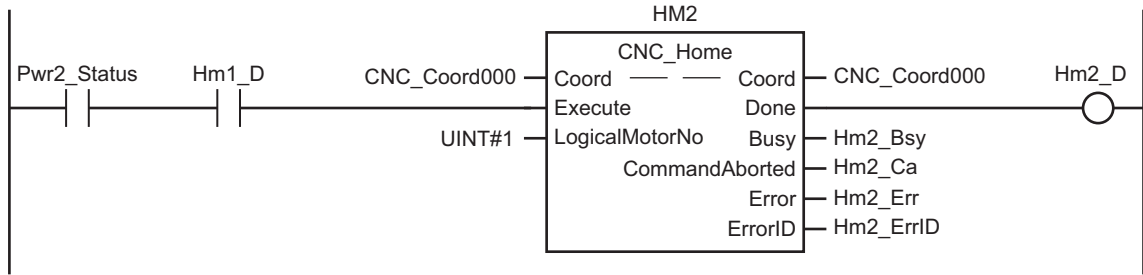 HM2
CNC_Home
Pwr2_Status Hm1_D CNC_Coord000 Coord Coord CNC_Coord000 Hm2_D
Execute Done
UINT#1 LogicalMotorNo Busy Hm2_Bsy
CommandAborted Hm2_Ca
Error Hm2_Err
ErrorID Hm2_ErrID